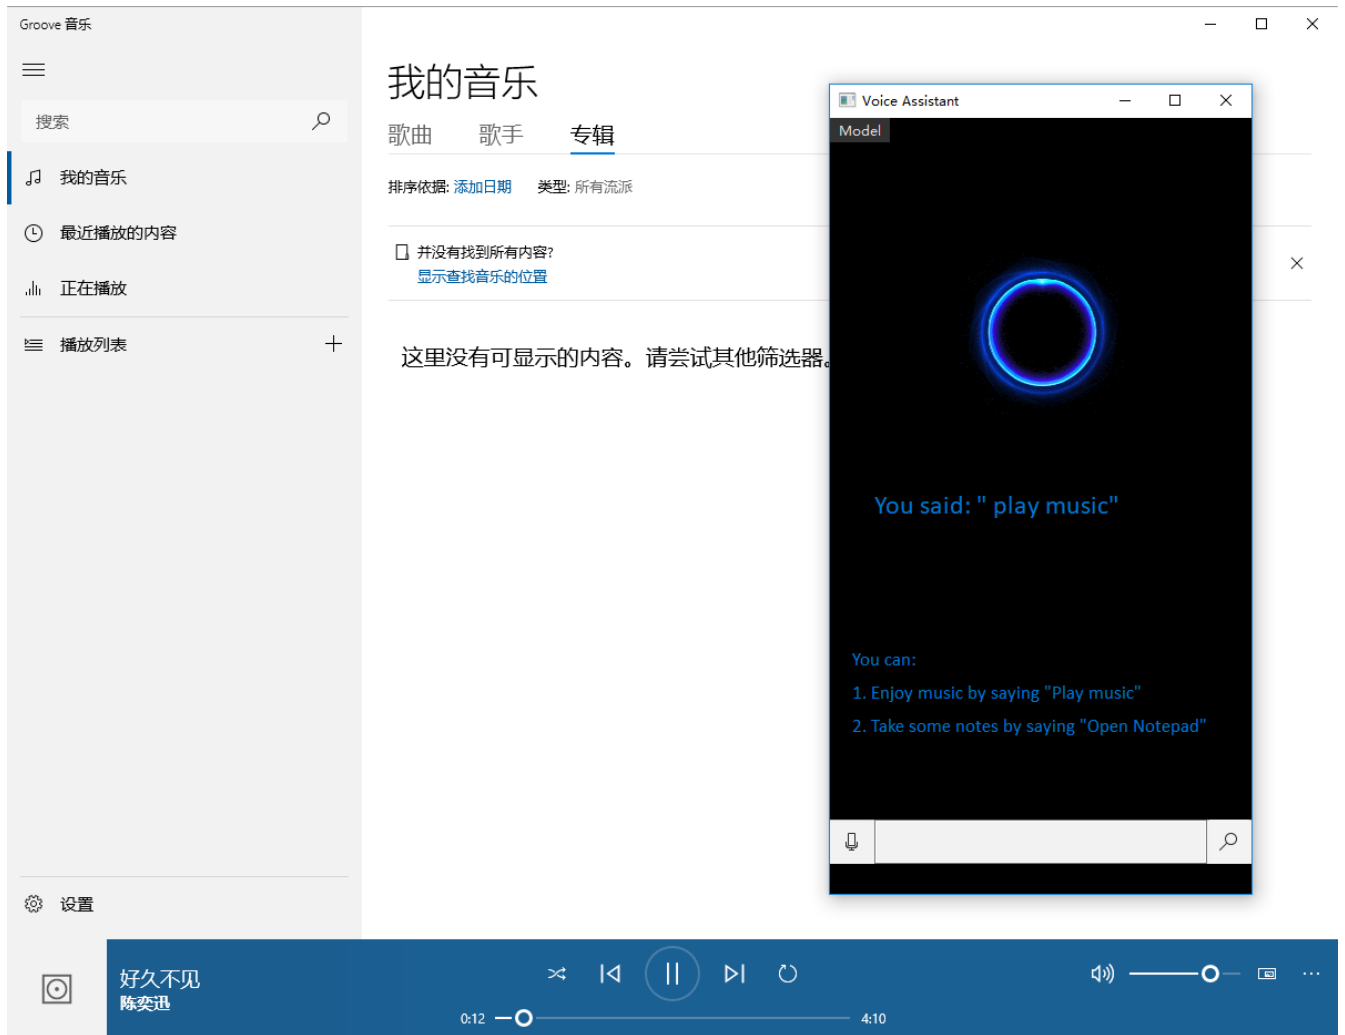 Groove 音乐
搜索
我的音乐
最近播放的内容
正在播放
播放列表
设置
我的音乐
歌曲 歌手 专辑
排序依据: 添加日期 类型: 所有流派
并没有找到所有内容?
显示查找音乐的位置
这里没有可显示的内容。请尝试其他筛选器。
Voice Assistant
Model
You said: " play music"
You can:
1. Enjoy music by saying "Play music"
2. Take some notes by saying "Open Notepad"
好久不见
陈奕迅
0:12 4:10